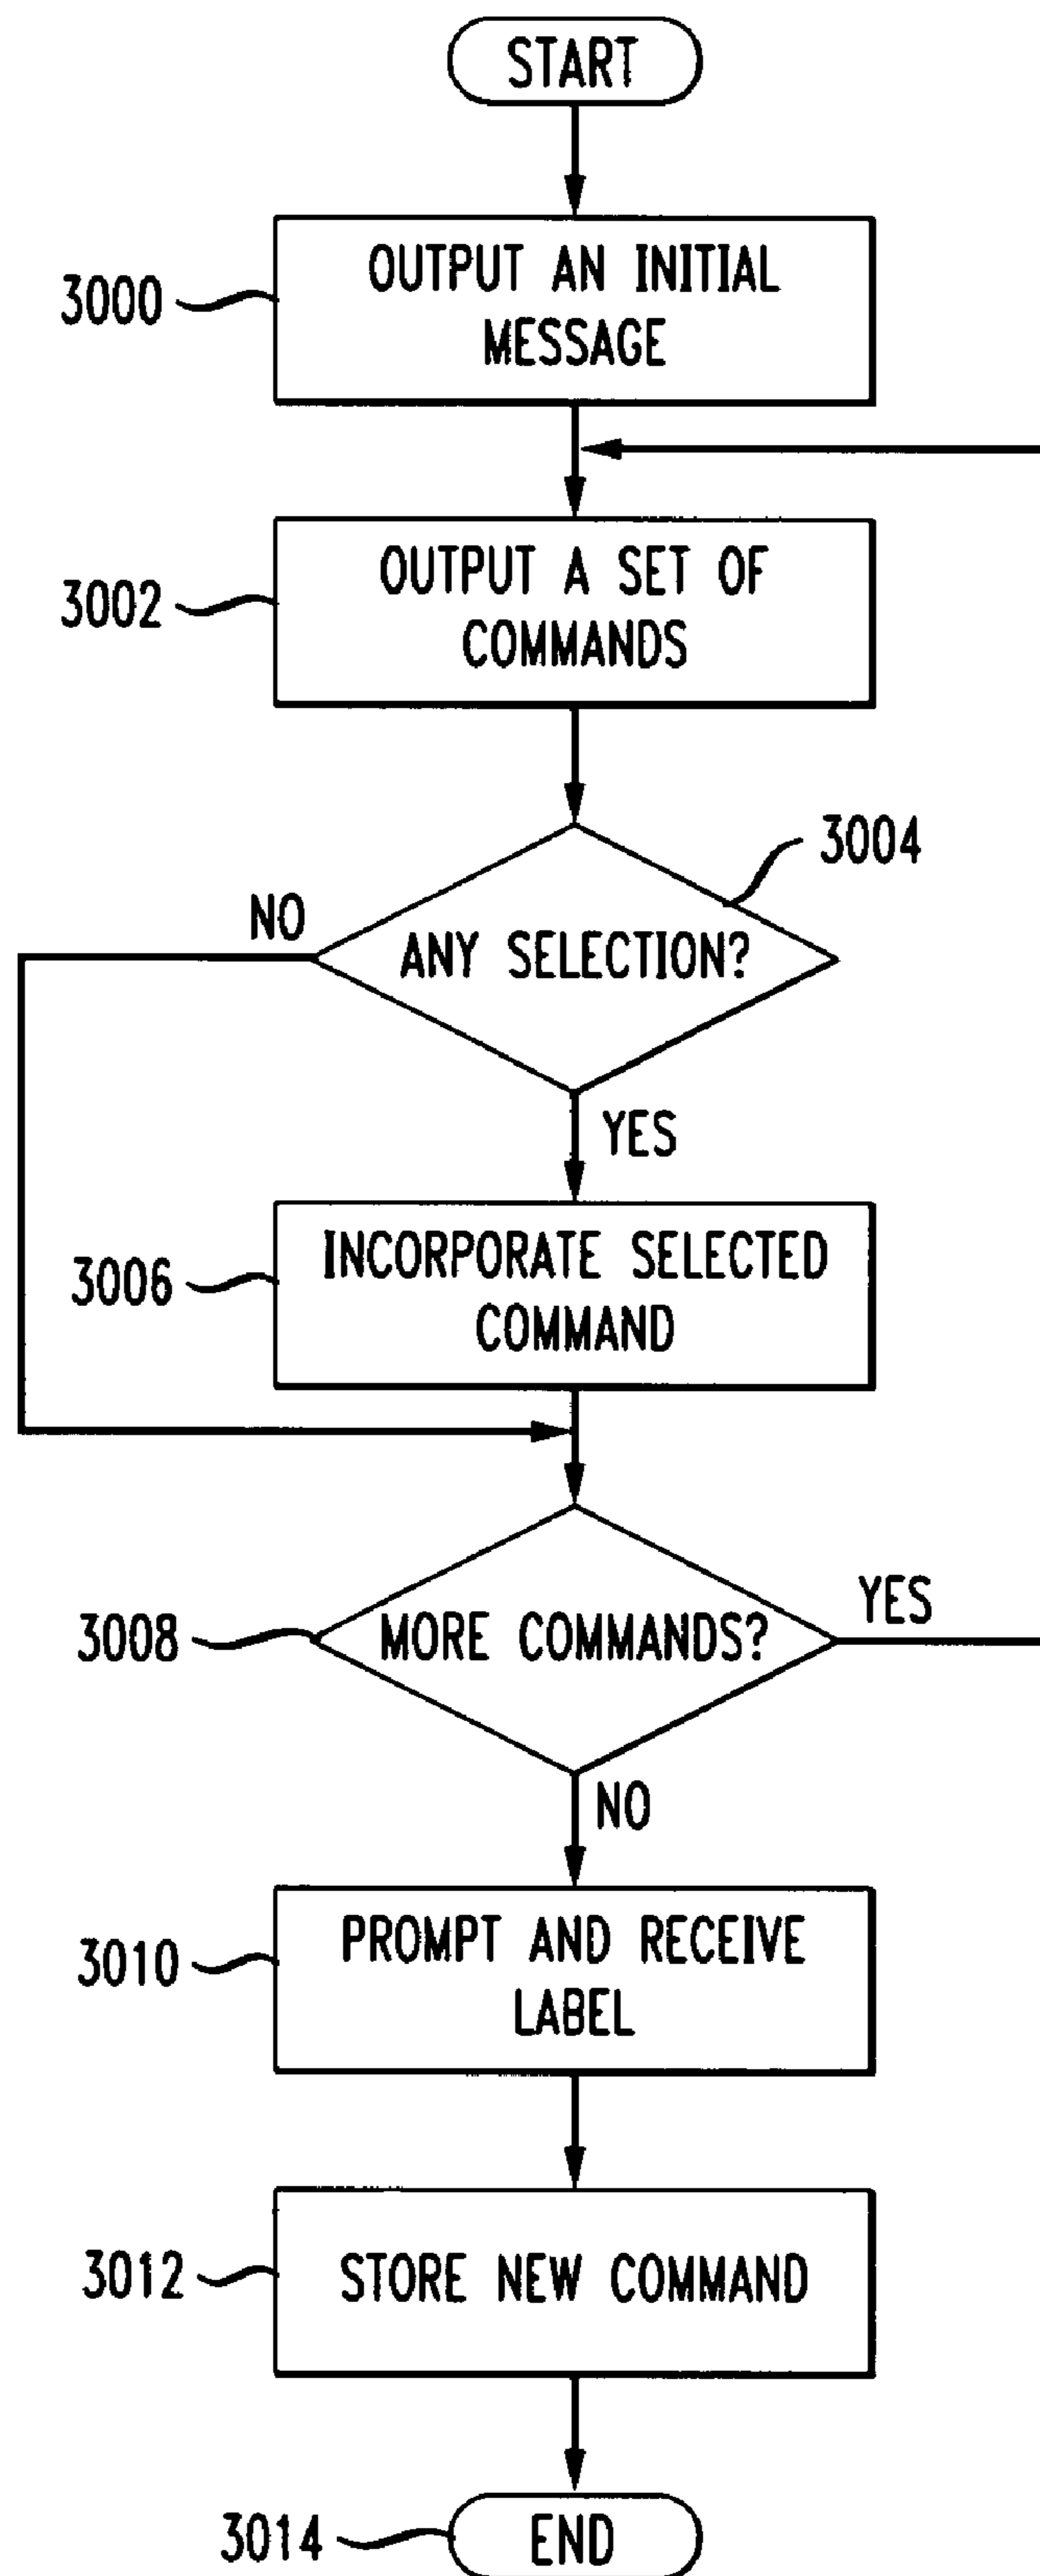 START
3000
OUTPUT AN INITIAL
MESSAGE
3002
OUTPUT A SET OF
COMMANDS
3004
NO
ANY SELECTION?
YES
3006
INCORPORATE SELECTED
COMMAND
3008
MORE COMMANDS?
YES
NO
3010
PROMPT AND RECEIVE
LABEL
3012
STORE NEW COMMAND
3014
END